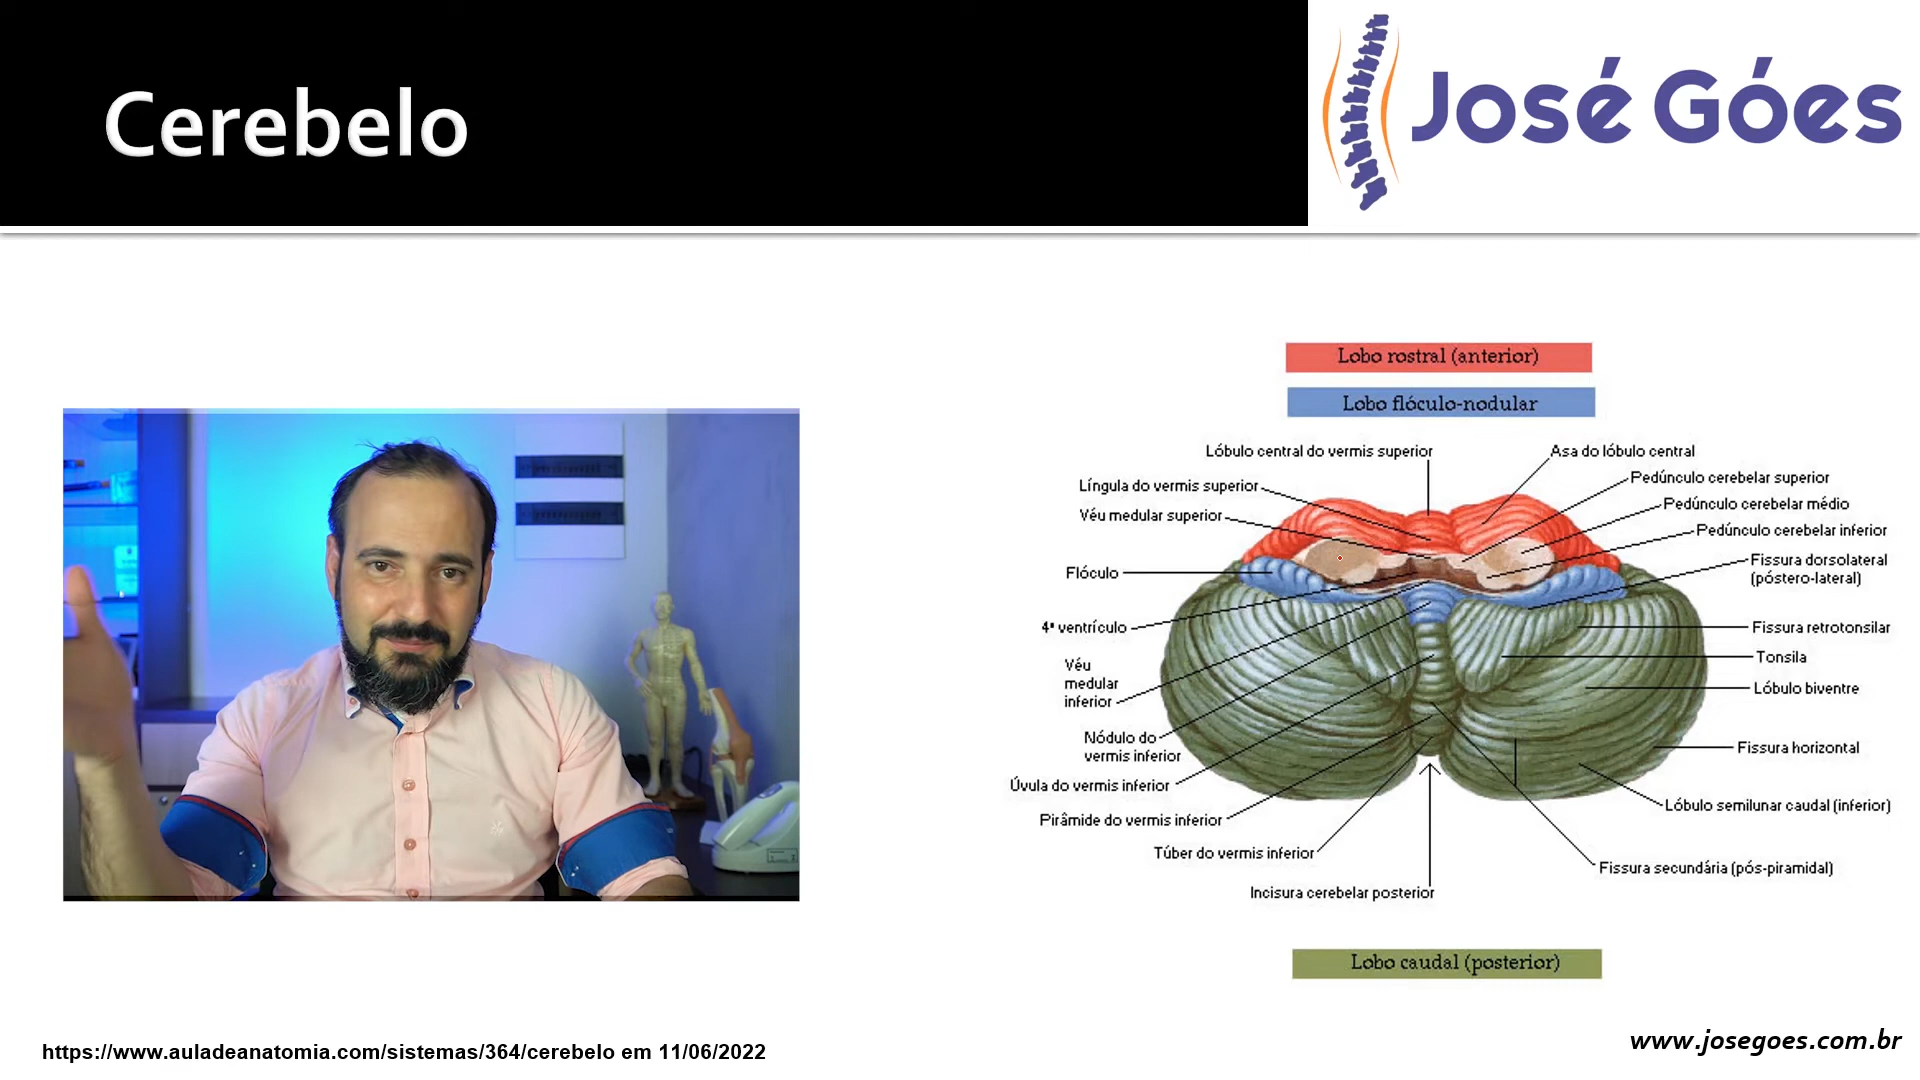 Cerebelo
José Góes
Lobo rostral (anterior)
Lobo flóculo-nodular
Lóbulo central do vermis superior
Asa do lóbulo central
Língula do vermis superior
Pedúnculo cerebelar superior
Véu medular superior
Pedúnculo cerebelar médio
Pedúnculo cerebelar inferior
Flóculo
Fissura dorsolateral
(póstero-lateral)
4º ventrículo
Fissura retrotonsilar
Véu
medular
inferior
Tonsila
Lóbulo biventre
Nódulo do
vermis inferior
Fissura horizontal
Úvula do vermis inferior
Lóbulo semilunar caudal (inferior)
Pirâmide do vermis inferior
Túber do vermis inferior
Fissura secundária (pós-piramidal)
Incisura cerebelar posterior
Lobo caudal (posterior)
https://www.auladeanatomia.com/sistemas/364/cerebelo em 11/06/2022
www.josegoes.com.br